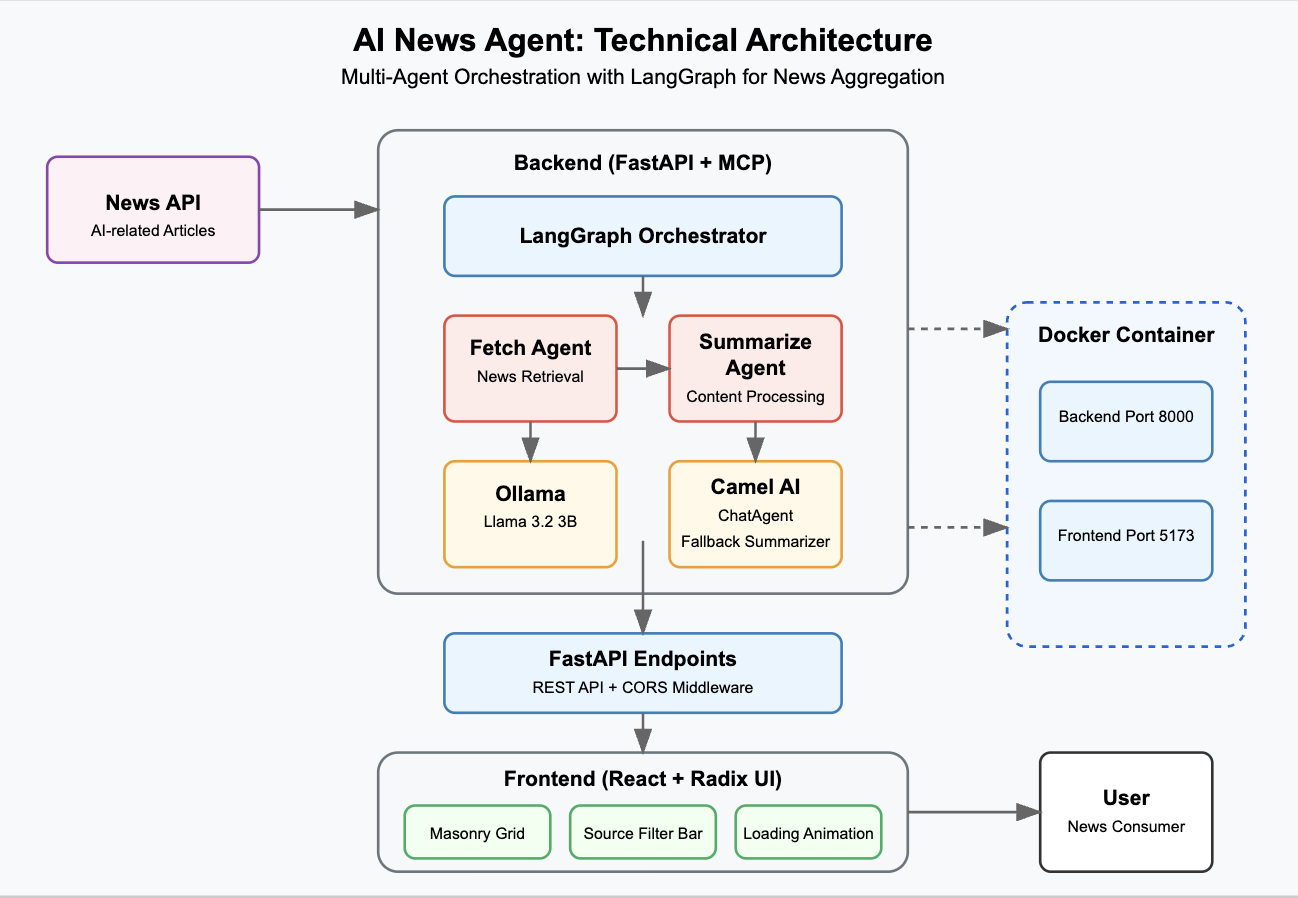 AI News Agent: Technical Architecture
Multi-Agent Orchestration with LangGraph for News Aggregation
News API
AI-related Articles
Backend (FastAPI + MCP)
LangGraph Orchestrator
Fetch Agent
News Retrieval
Summarize
Agent
Content Processing
Ollama
Llama 3.2 3B
Camel AI
ChatAgent
Fallback Summarizer
Docker Container
Backend Port 8000
Frontend Port 5173
FastAPI Endpoints
REST API + CORS Middleware
Frontend (React + Radix UI)
Masonry Grid
Source Filter Bar
Loading Animation
User
News Consumer